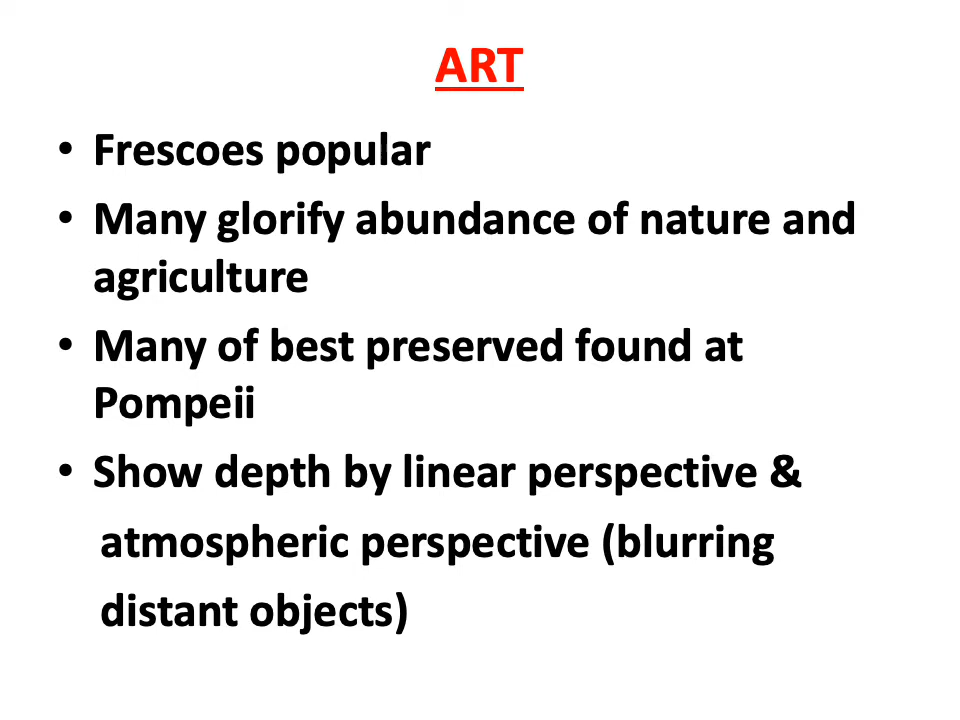 ART
• Frescoes popular
• Many glorify abundance of nature and
agriculture
• Many of best preserved found at
Pompeii
• Show depth by linear perspective &
atmospheric perspective (blurring
distant objects)